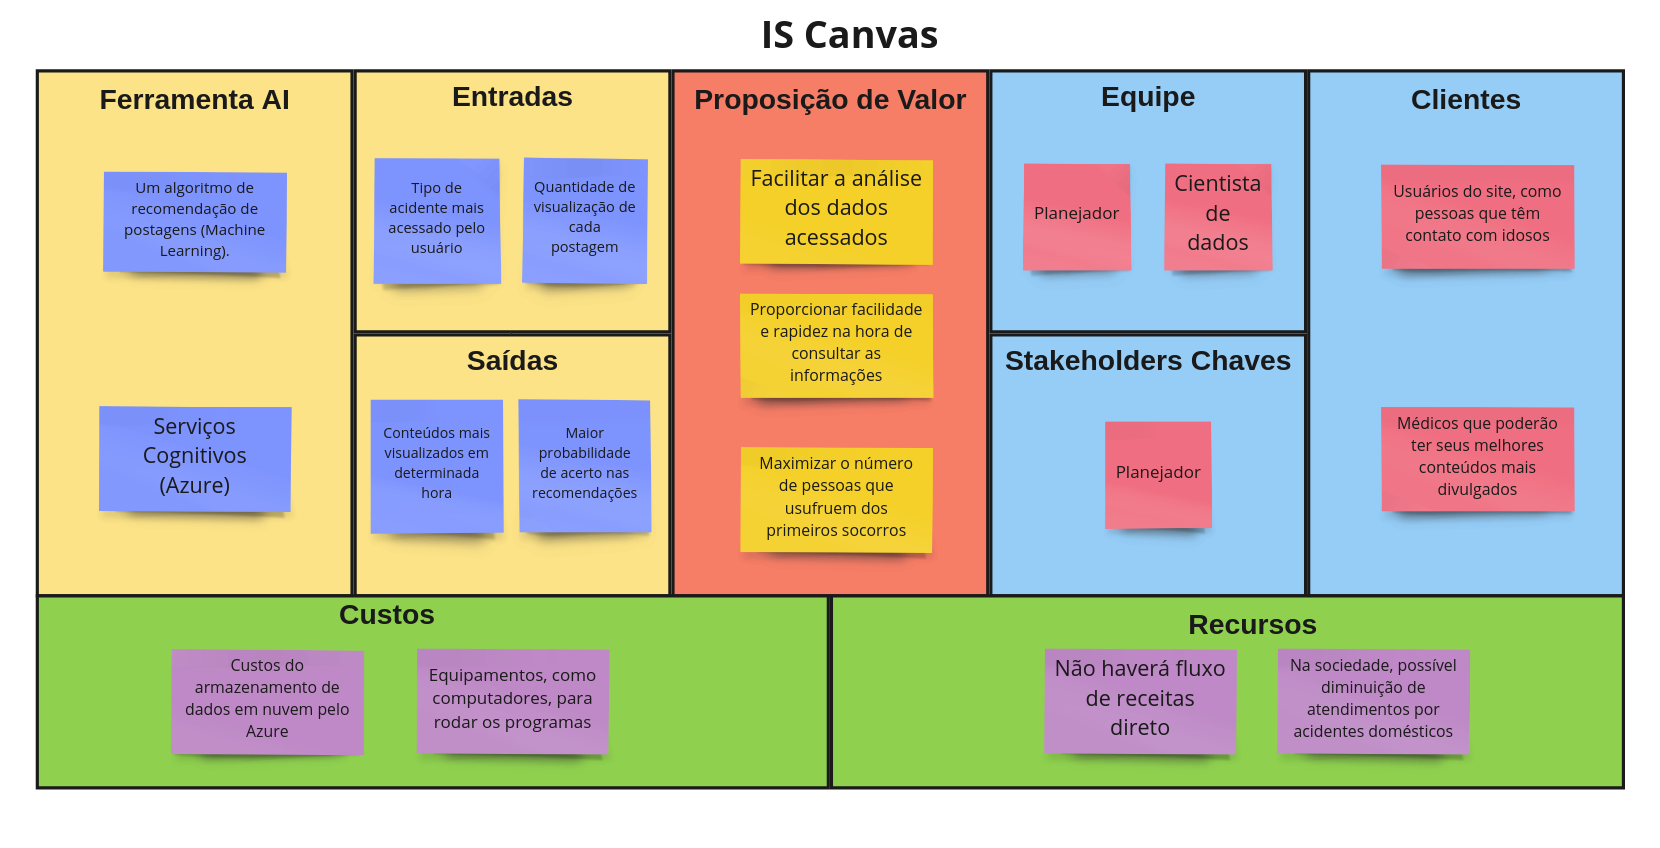 IS Canvas
Ferramenta AI
Um algoritmo de
recomendação de
postagens (Machine
Learning).
Serviços
Cognitivos
(Azure)
Entradas
Tipo de
acidente mais
acessado pelo
usuário
Quantidade de
visualização de
cada
postagem
Saídas
Conteúdos mais
visualizados em
determinada
hora
Maior
probabilidade
de acerto nas
recomendações
Proposição de Valor
Facilitar a análise
dos dados
acessados
Proporcionar facilidade
e rapidez na hora de
consultar as
informações
Maximizar o número
de pessoas que
usufruem dos
primeiros socorros
Equipe
Planejador
Cientista
de
dados
Stakeholders Chaves
Planejador
Clientes
Usuários do site, como
pessoas que têm
contato com idosos
Médicos que poderão
ter seus melhores
conteúdos mais
divulgados
Custos
Custos do
armazenamento de
dados em nuvem pelo
Azure
Equipamentos, como
computadores, para
rodar os programas
Recursos
Não haverá fluxo
de receitas
direto
Na sociedade, possível
diminuição de
atendimentos por
acidentes domésticos